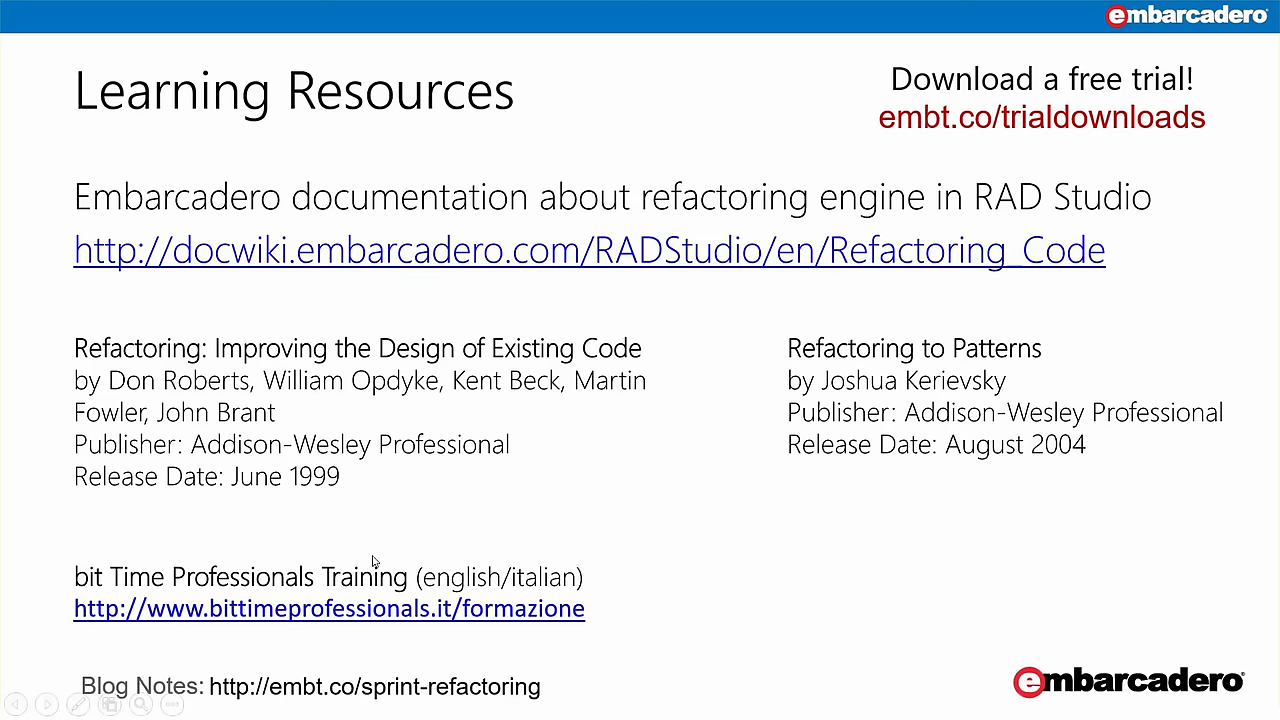 embarcadero
Learning Resources
Download a free trial!
embt.co/trialdownloads
Embarcadero documentation about refactoring engine in RAD Studio
http://docwiki.embarcadero.com/RADStudio/en/Refactoring_Code
Refactoring: Improving the Design of Existing Code
by Don Roberts, William Opdyke, Kent Beck, Martin
Fowler, John Brant
Publisher: Addison-Wesley Professional
Release Date: June 1999
Refactoring to Patterns
by Joshua Kerievsky
Publisher: Addison-Wesley Professional
Release Date: August 2004
bit Time Professionals Training (english/italian)
http://www.bittimeprofessionals.it/formazione
Blog Notes: http://embt.co/sprint-refactoring
embarcadero